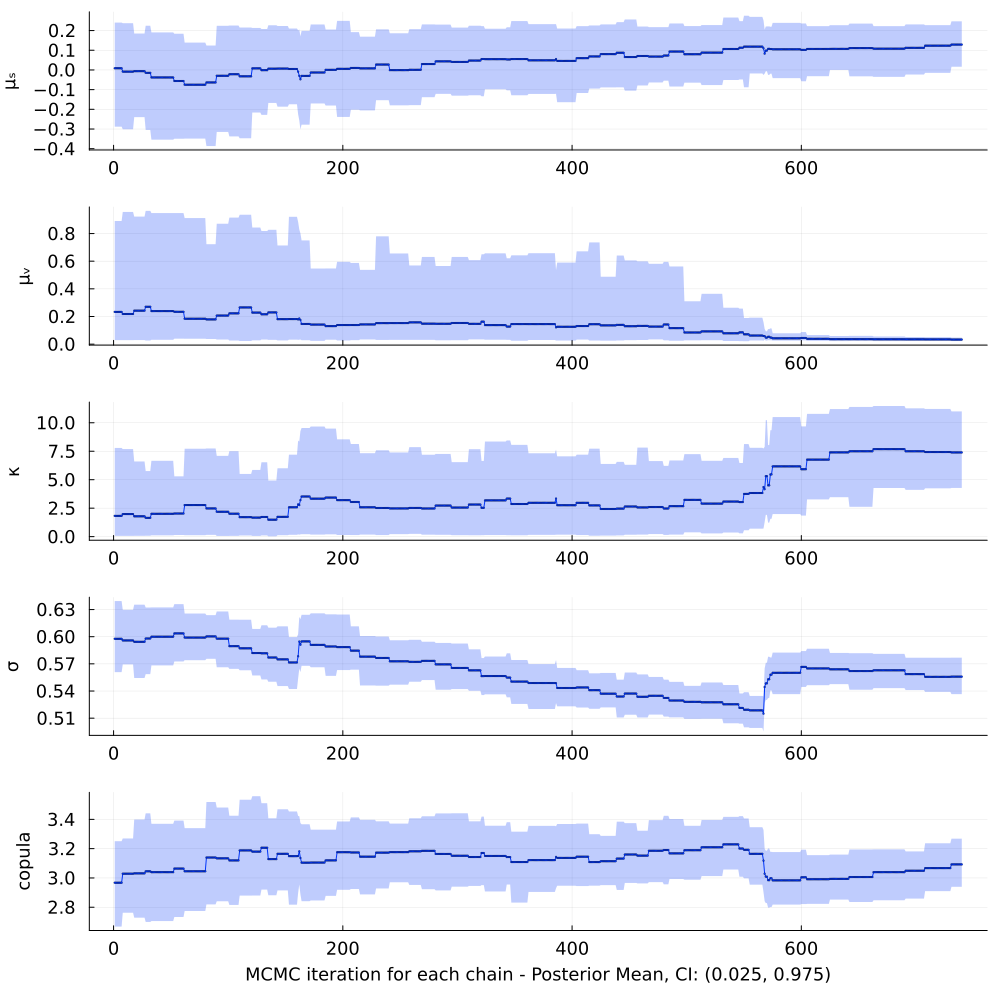 0.2
0.1
0.0
−0.1
−0.2
−0.3
−0.4
μₛ
0 200 400 600
0.8
0.6
0.4
0.2
0.0
μᵥ
0 200 400 600
10.0
7.5
5.0
2.5
0.0
κ
0 200 400 600
0.63
0.60
0.57
0.54
0.51
σ
0 200 400 600
3.4
3.2
3.0
2.8
copula
0 200 400 600
MCMC iteration for each chain - Posterior Mean, CI: (0.025, 0.975)